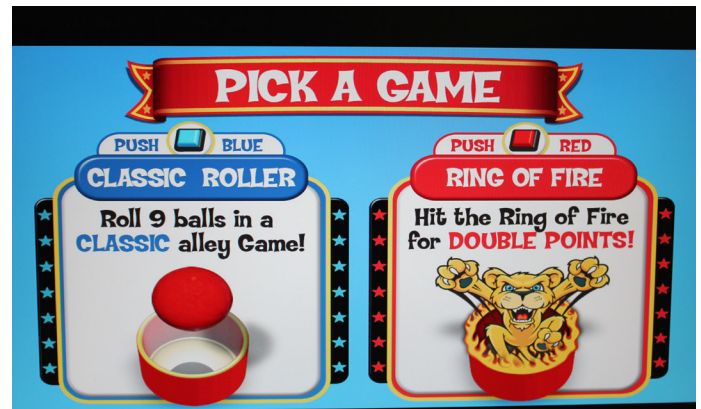 PICK A GAME
PUSH BLUE
CLASSIC ROLLER
Roll 9 balls in a
CLASSIC alley Game!
PUSH RED
RING OF FIRE
Hit the Ring of Fire
for DOUBLE POINTS!